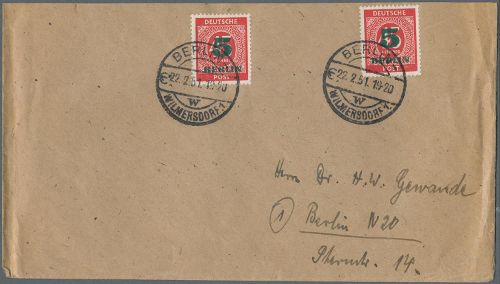 DEUTSCHE
5
BERLIN
POST
DEUTSCHE
5
BERLIN
POST
BERLIN
22.2.51.19-20
W
WILMERSDORF 1
BERLIN
22.2.51.19-20
W
WILMERSDORF 1
Herrn Dr. H. W. Gewande
1 Berlin N 20
14.